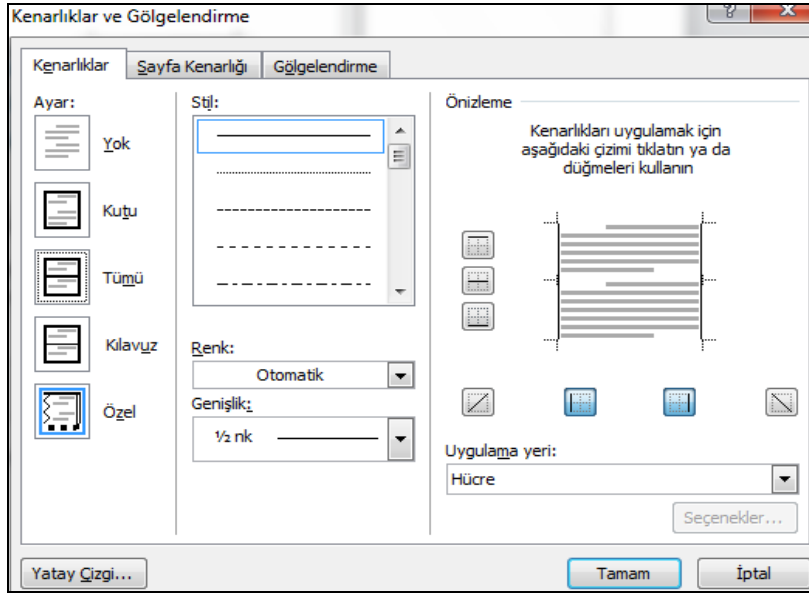 Kenarlıklar ve Gölgelendirme
Kenarlıklar
Sayfa Kenarlığı
Gölgelendirme
Ayar:
Yok
Kutu
Tümü
Kılavuz
Özel
Stil:
Renk:
Otomatik
Genişlik:
½ nk
Önizleme
Kenarlıkları uygulamak için
aşağıdaki çizimi tıklatın ya da
düğmeleri kullanın
Uygulama yeri:
Hücre
Seçenekler...
Yatay Çizgi...
Tamam
İptal